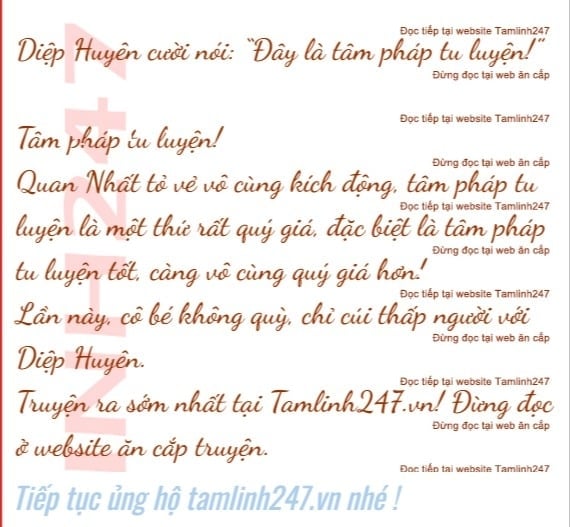 Đọc tiếp tại website Tamlinh247
Diệp Huyên cười nói: "Đây là tâm pháp tu luyện!"
Đừng đọc tại web ăn cắp
Đọc tiếp tại website Tamlinh247
Tâm pháp tu luyện!
Đừng đọc tại web ăn cắp
Quan Nhất tỏ vẻ vô cùng kích động, tâm pháp tu
Đọc tiếp tại website Tamlinh247
luyện là một thứ rất quý giá, đặc biệt là tâm pháp
Đừng đọc tại web ăn cắp
tu luyện tốt, càng vô cùng quý giá hơn!
Đọc tiếp tại website Tamlinh247
Lần này, cô bé không quỳ, chỉ cúi thấp người với
Đừng đọc tại web ăn cắp
Diệp Huyên.
Đọc tiếp tại website Tamlinh247
Truyện ra sớm nhất tại Tamlinh247.vn! Đừng đọc
Đừng đọc tại web ăn cắp
ở website ăn cắp truyện.
Đọc tiếp tại website Tamlinh247
Tiếp tục ủng hộ tamlinh247.vn nhé !
INH247